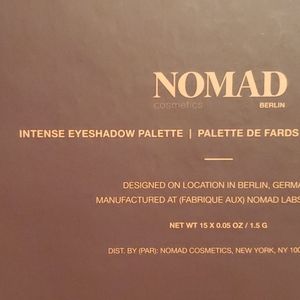 NOMAD
cosmetics BERLIN
INTENSE EYESHADOW PALETTE | PALETTE DE FARDS
DESIGNED ON LOCATION IN BERLIN,
MANUFACTURED AT (FABRIQUE AUX) NOMAD LABS
NET WT 15 X 0.05 OZ / 1.5 G
DIST. BY (PAR): NOMAD COSMETICS, NEW YORK, NY